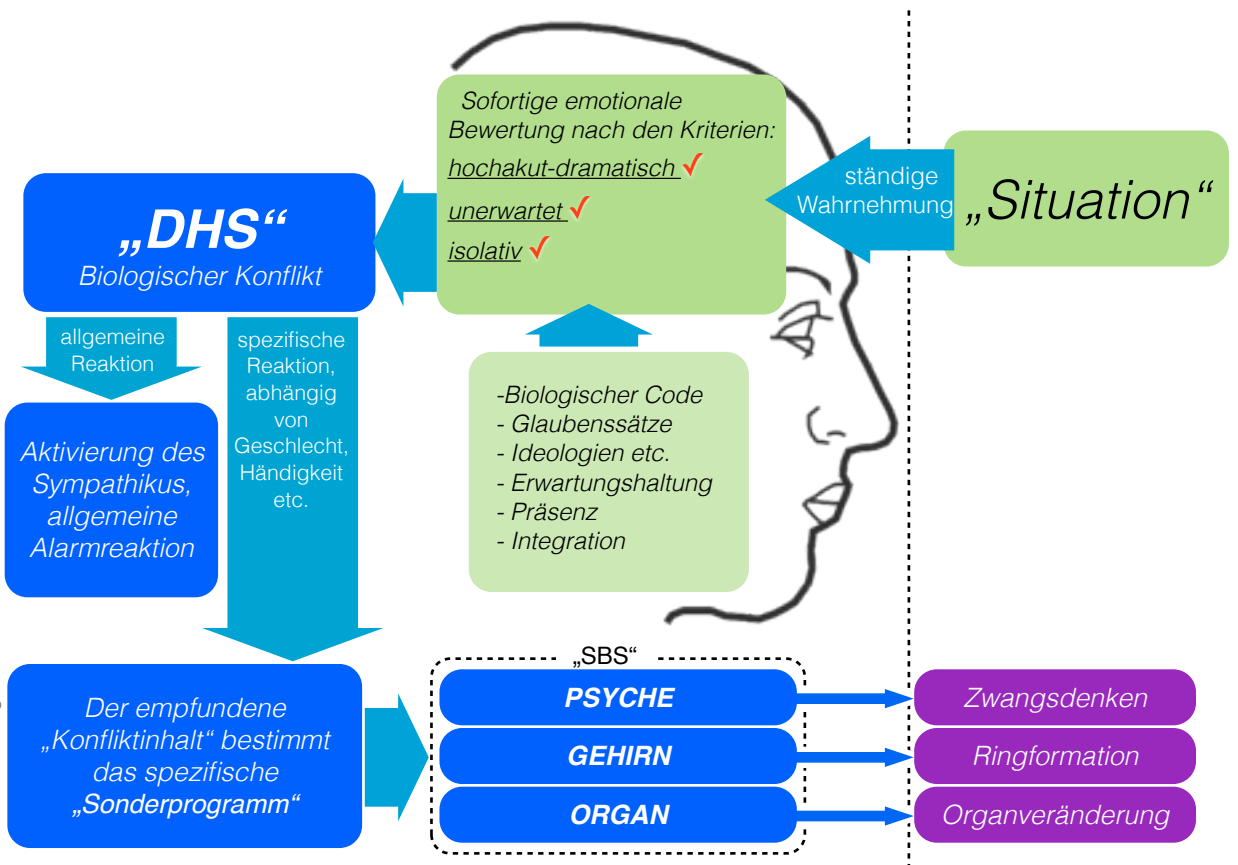 Sofortige emotionale
Bewertung nach den Kriterien:
hochakut-dramatisch ✓
unerwartet ✓
isolativ ✓
ständige
Wahrnehmung
„Situation“
„DHS“
Biologischer Konflikt
allgemeine
Reaktion
spezifische
Reaktion,
abhängig
von
Geschlecht,
Händigkeit
etc.
-Biologischer Code
- Glaubenssätze
- Ideologien etc.
- Erwartungshaltung
- Präsenz
- Integration
Aktivierung des
Sympathikus,
allgemeine
Alarmreaktion
Der empfundene
„Konfliktinhalt“ bestimmt
das spezifische
„Sonderprogramm“
„SBS“
PSYCHE
GEHIRN
ORGAN
Zwangsdenken
Ringformation
Organveränderung